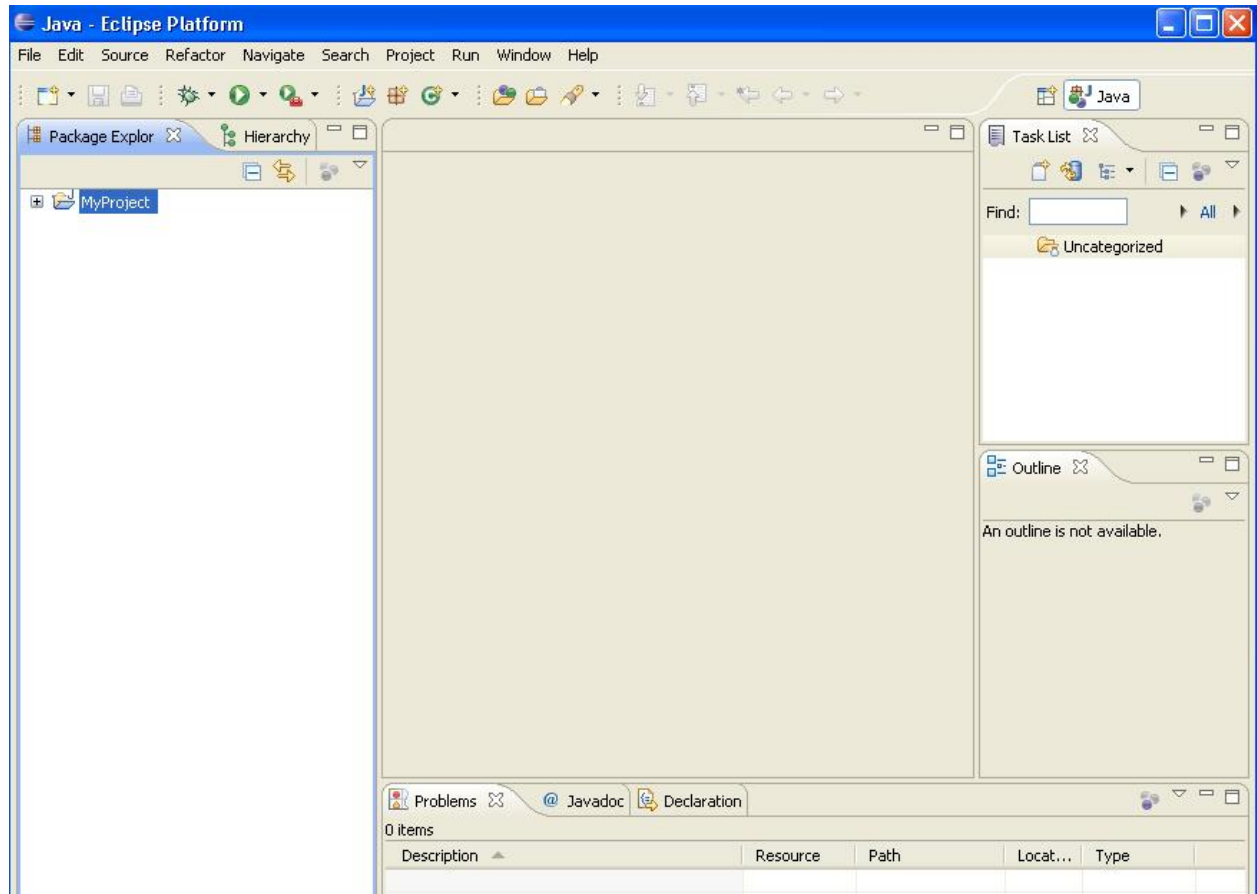 Java - Eclipse Platform
File Edit Source Refactor Navigate Search Project Run Window Help
Java
Package Explor Hierarchy
MyProject
Task List
Find: All
Uncategorized
Outline
An outline is not available.
Problems @ Javadoc Declaration
0 items
Description Resource Path Locat... Type